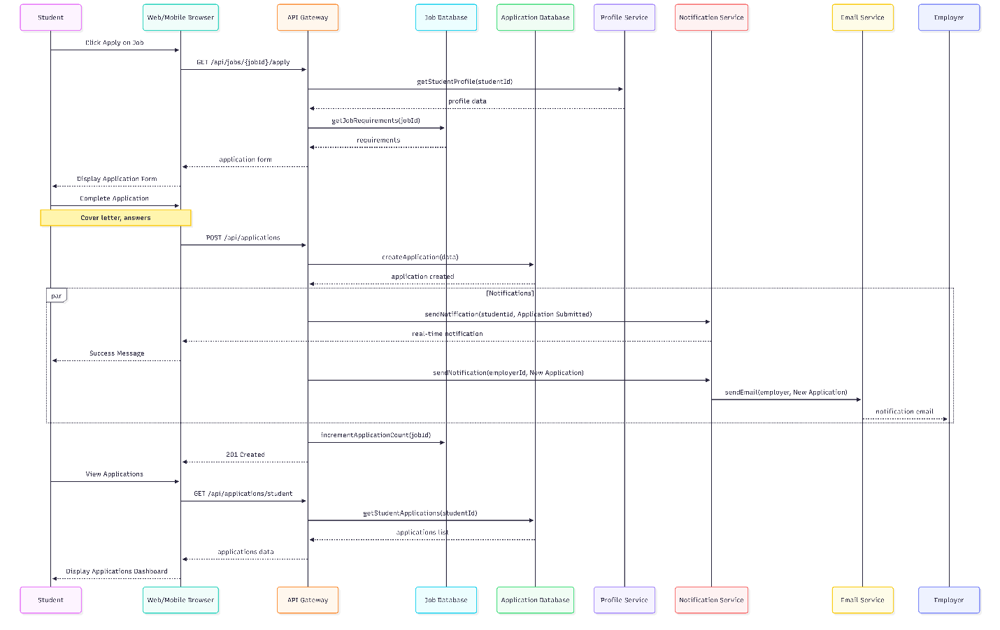 Student
Web/Mobile Browser
API Gateway
Job Database
Application Database
Profile Service
Notification Service
Email Service
Employer
Click Apply on Job
GET /api/jobs/{jobId}/apply
getStudentProfile(studentId)
profile data
getJobRequirements(jobId)
requirements
application form
Display Application Form
Complete Application
Cover letter, answers
POST /api/applications
createApplication(data)
application created
par
[Notifications]
sendNotification(studentId, Application Submitted)
real-time notification
Success Message
sendNotification(employerId, New Application)
sendEmail(employer, New Application)
notification email
incrementApplicationCount(jobId)
201 Created
View Applications
GET /api/applications/student
getStudentApplications(studentId)
applications list
applications data
Display Applications Dashboard
Student
Web/Mobile Browser
API Gateway
Job Database
Application Database
Profile Service
Notification Service
Email Service
Employer